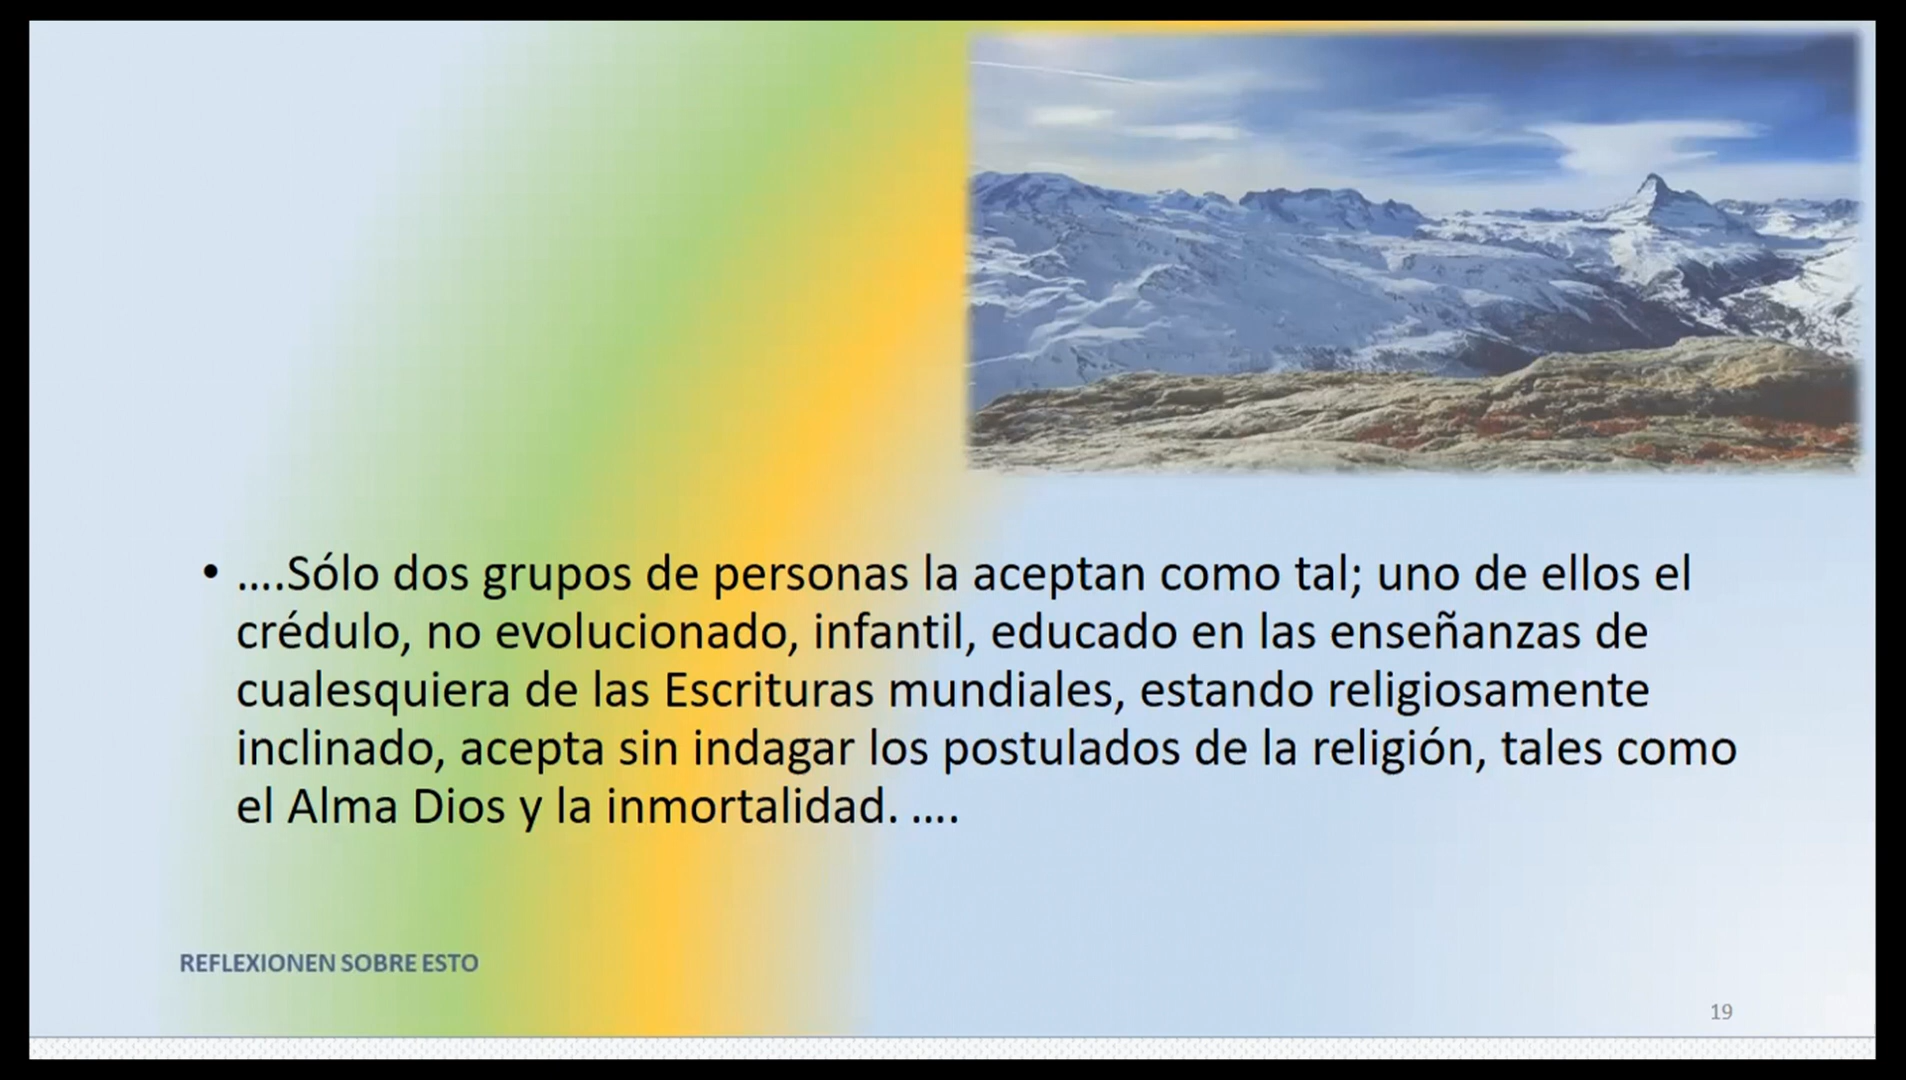 • ....Sólo dos grupos de personas la aceptan como tal; uno de ellos el
crédulo, no evolucionado, infantil, educado en las enseñanzas de
cualesquiera de las Escrituras mundiales, estando religiosamente
inclinado, acepta sin indagar los postulados de la religión, tales como
el Alma Dios y la inmortalidad. ....
REFLEXIONEN SOBRE ESTO
19